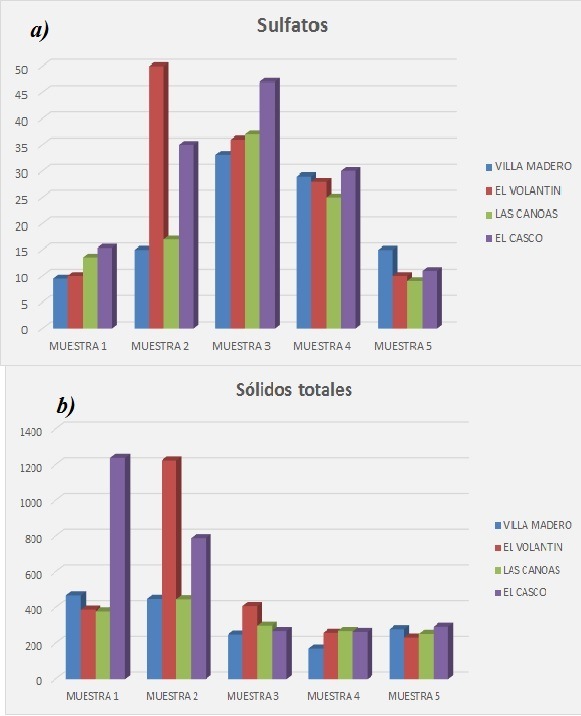 a)
Sulfatos
50
45
40
35
30
25
20
15
10
5
0
MUESTRA 1 MUESTRA 2 MUESTRA 3 MUESTRA 4 MUESTRA 5
VILLA MADERO
EL VOLANTIN
LAS CANOAS
EL CASCO
b)
Sólidos totales
1400
1200
1000
800
600
400
200
0
MUESTRA 1 MUESTRA 2 MUESTRA 3 MUESTRA 4 MUESTRA 5
VILLA MADERO
EL VOLANTIN
LAS CANOAS
EL CASCO